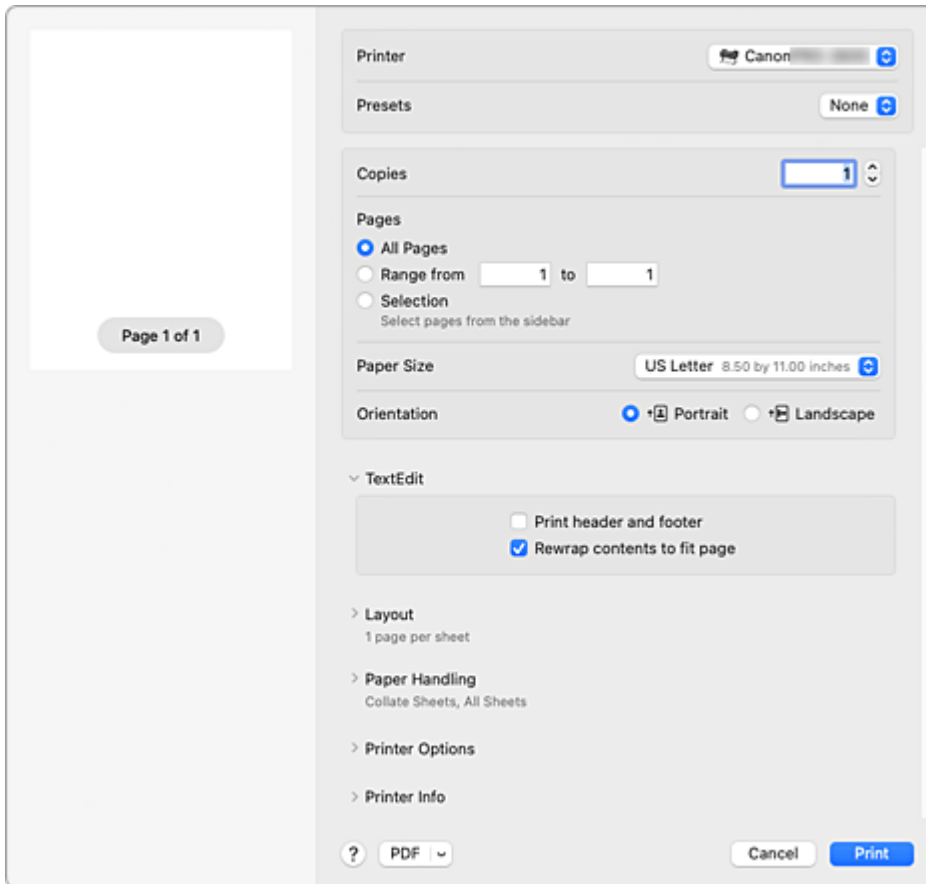 Printer Canon
Presets None
Copies 1
Pages
All Pages
Range from 1 to 1
Selection
Select pages from the sidebar
Page 1 of 1
Paper Size US Letter 8.50 by 11.00 inches
Orientation Portrait Landscape
TextEdit
Print header and footer
Rewrap contents to fit page
Layout
1 page per sheet
Paper Handling
Collate Sheets, All Sheets
Printer Options
Printer Info
? PDF Cancel Print